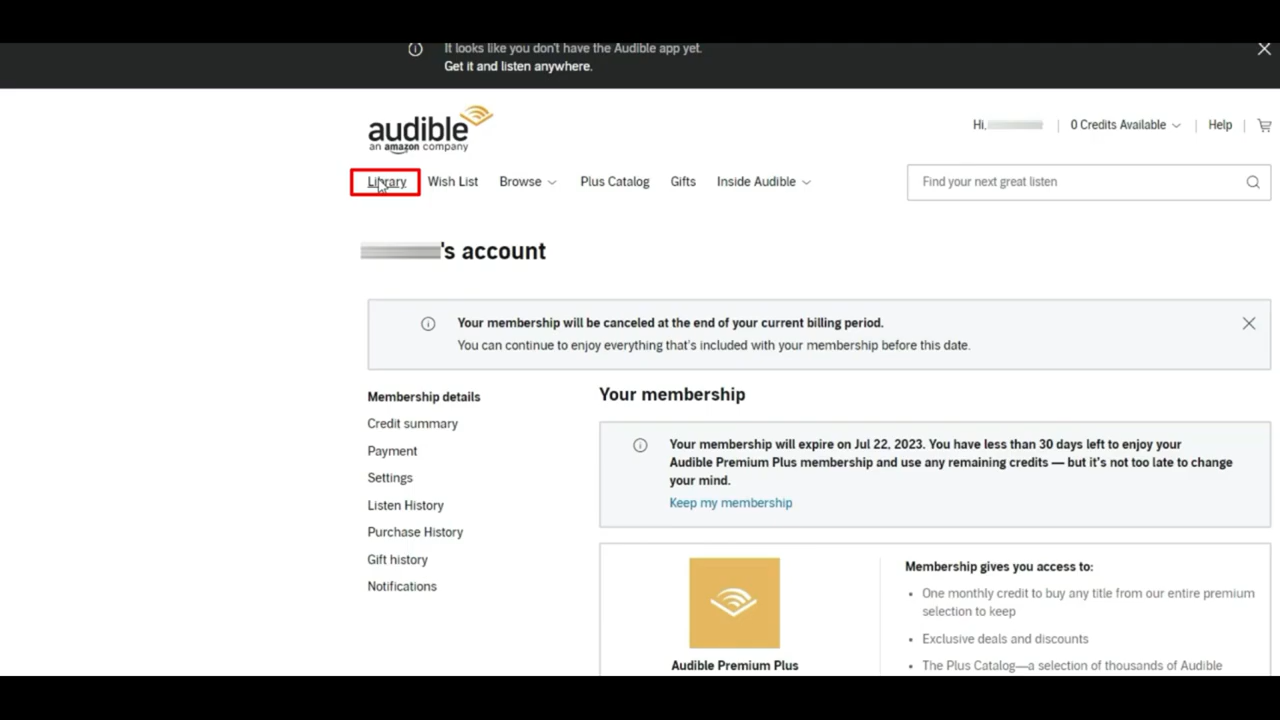 It looks like you don't have the Audible app yet.
Get it and listen anywhere.
audible
an amazon company
Hi,
0 Credits Available
Help
Library
Wish List
Browse
Plus Catalog
Gifts
Inside Audible
Find your next great listen
's account
Your membership will be canceled at the end of your current billing period.
You can continue to enjoy everything that's included with your membership before this date.
Membership details
Credit summary
Payment
Settings
Listen History
Purchase History
Gift history
Notifications
Your membership
Your membership will expire on Jul 22, 2023. You have less than 30 days left to enjoy your
Audible Premium Plus membership and use any remaining credits — but it's not too late to change
your mind.
Keep my membership
Audible Premium Plus
Membership gives you access to:
• One monthly credit to buy any title from our entire premium
selection to keep
• Exclusive deals and discounts
• The Plus Catalog—a selection of thousands of Audible